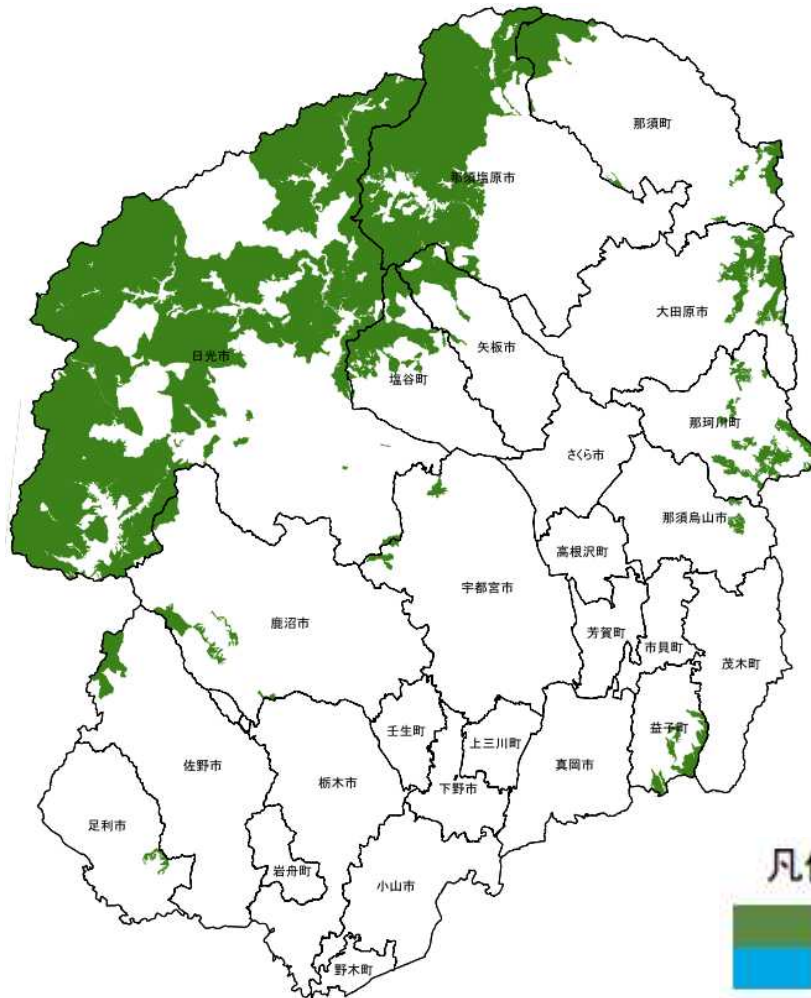 那須町
那須塩原市
大田原市
日光市
矢板市
塩谷町
那珂川町
さくら市
那須烏山市
高根沢町
宇都宮市
鹿沼市
芳賀町
市貝町
茂木町
益子町
壬生町
上三川町
佐野市
真岡市
栃木市
下野市
足利市
岩舟町
小山市
野木町
凡